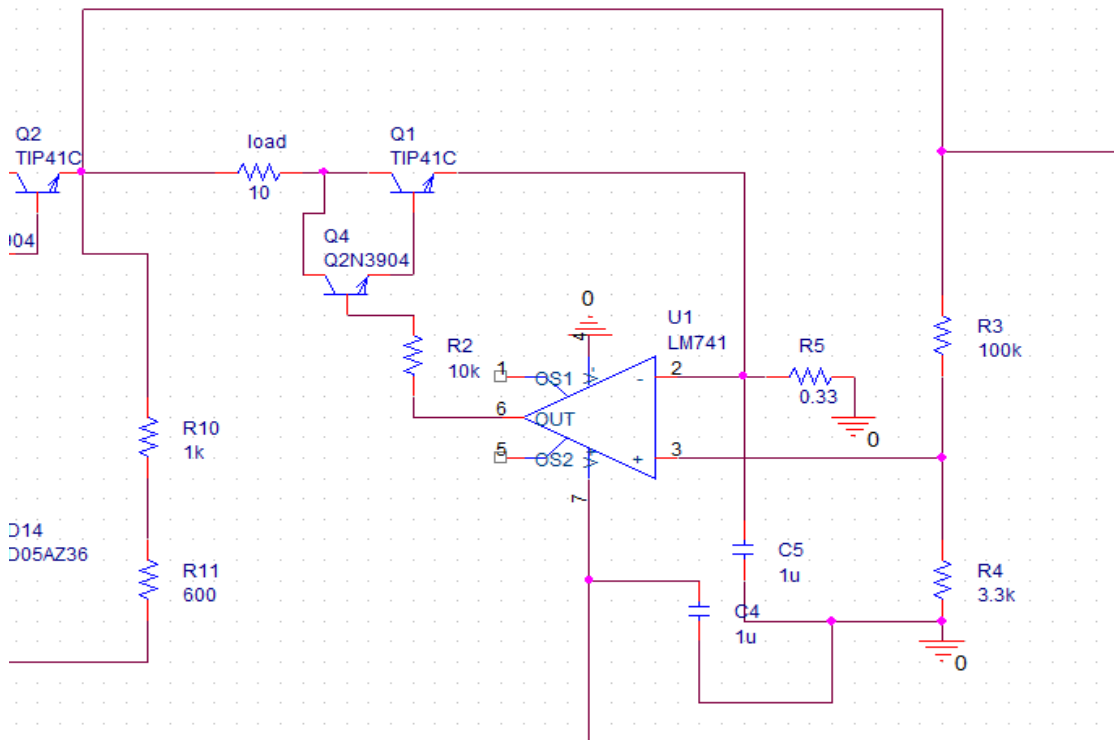 Q2
TIP41C
load
10
Q1
TIP41C
Q4
Q2N3904
904
0
4
U1
LM741
R3
100k
R2
10k
1
OS1
V-
-
2
R5
0.33
6
OUT
0
R10
1k
5
OS2
V+
+
3
7
D14
D05AZ36
R11
600
C5
1u
C4
1u
R4
3.3k
0